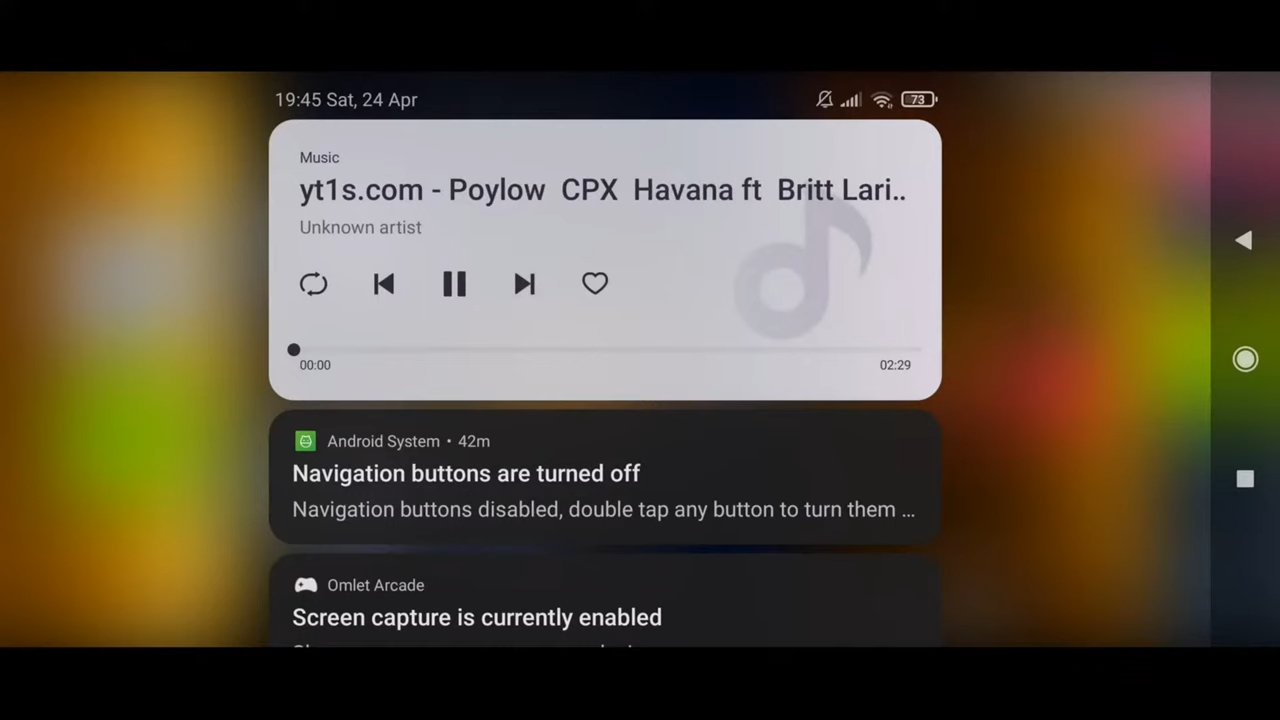 19:45 Sat, 24 Apr
73
Music
yt1s.com - Poylow CPX Havana ft Britt Lari..
Unknown artist
00:00
02:29
Android System • 42m
Navigation buttons are turned off
Navigation buttons disabled, double tap any button to turn them ...
Omlet Arcade
Screen capture is currently enabled